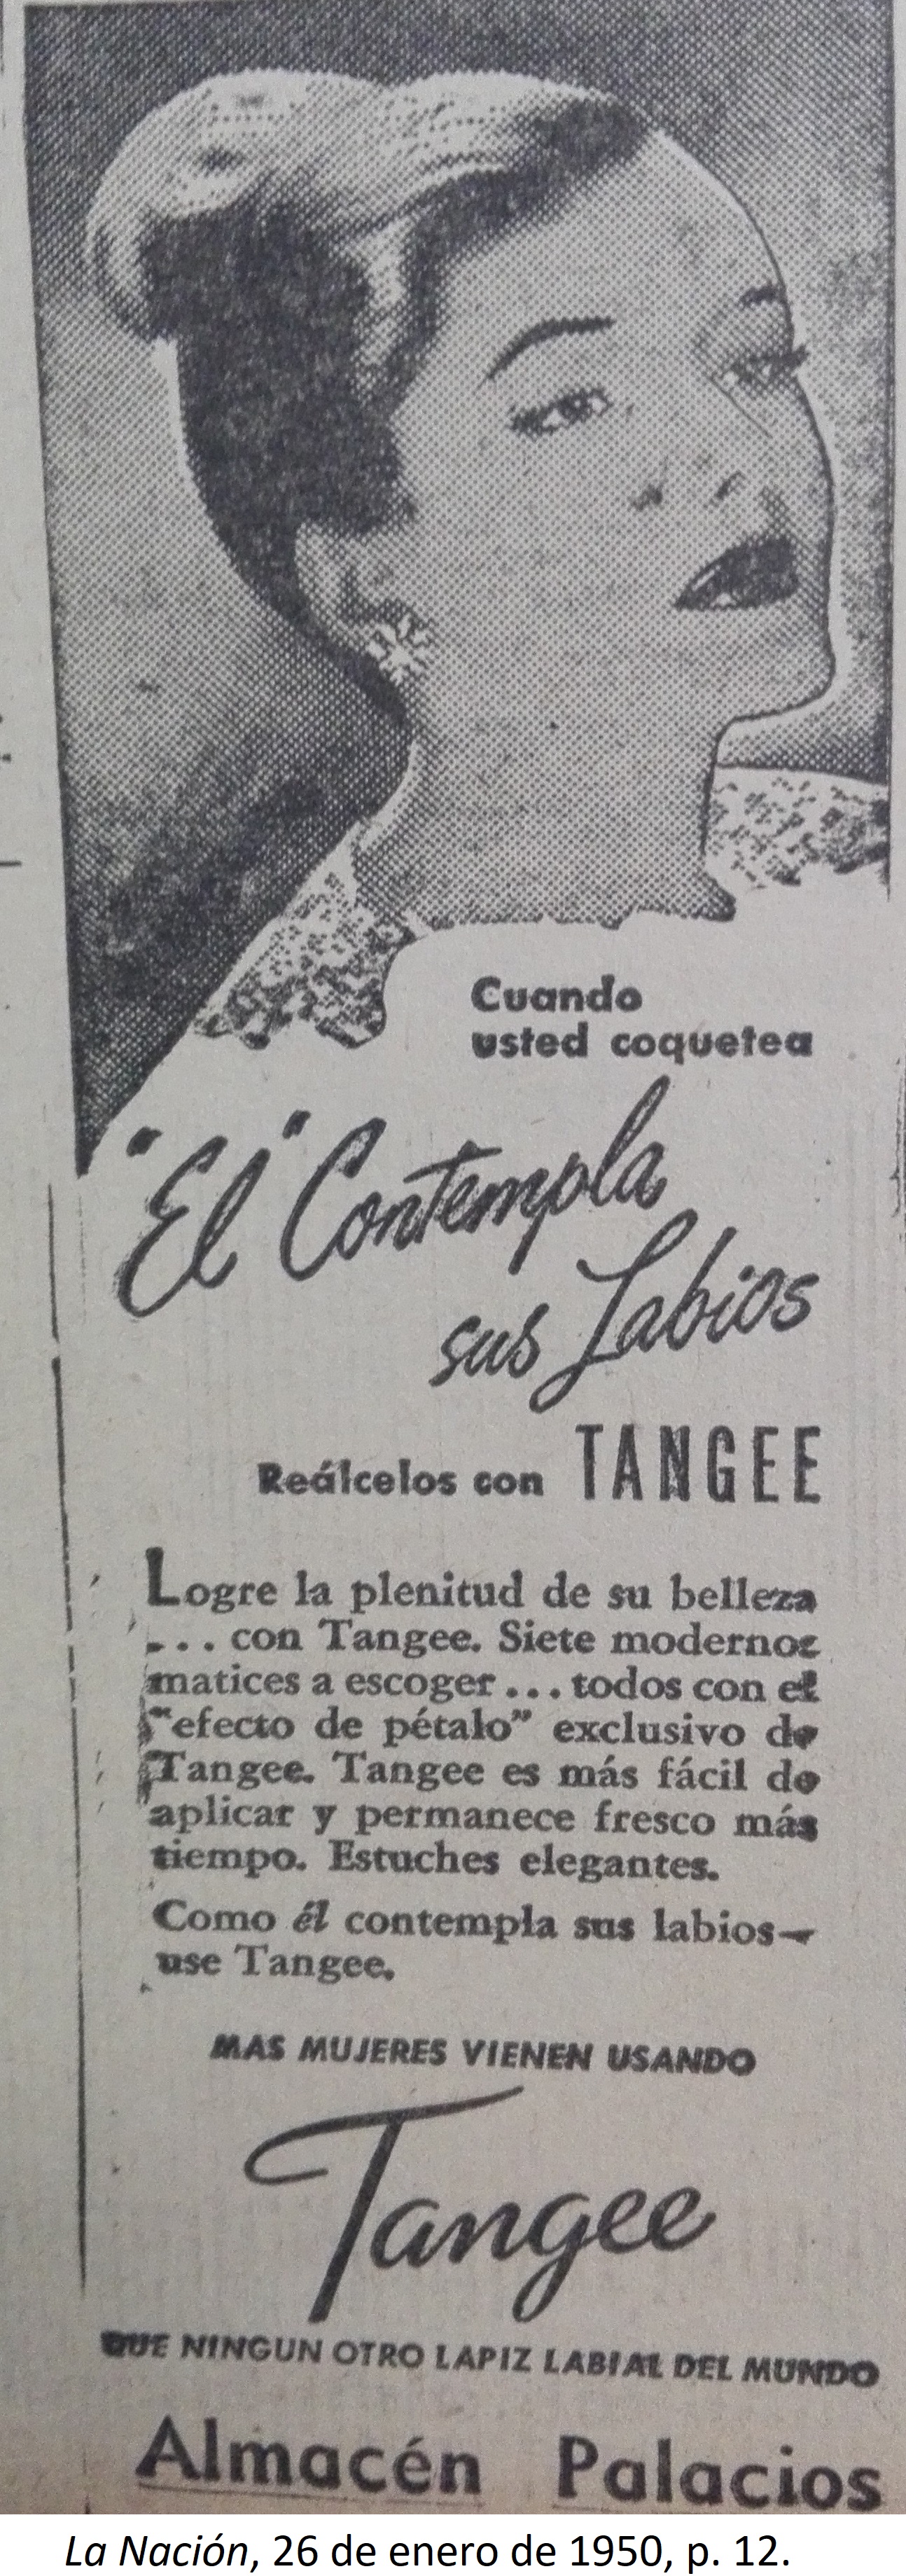 Cuando
usted coquetea
"El" Contempla
sus Labios
Reálcelos con TANGEE
Logre la plenitud de su belleza
... con Tangee. Siete modernos
matices a escoger... todos con el
"efecto de pétalo" exclusivo de
Tangee. Tangee es más fácil de
aplicar y permanece fresco más
tiempo. Estuches elegantes.
Como él contempla sus labios—
use Tangee.
MAS MUJERES VIENEN USANDO
Tangee
QUE NINGUN OTRO LAPIZ LABIAL DEL MUNDO
Almacén Palacios
La Nación, 26 de enero de 1950, p. 12.